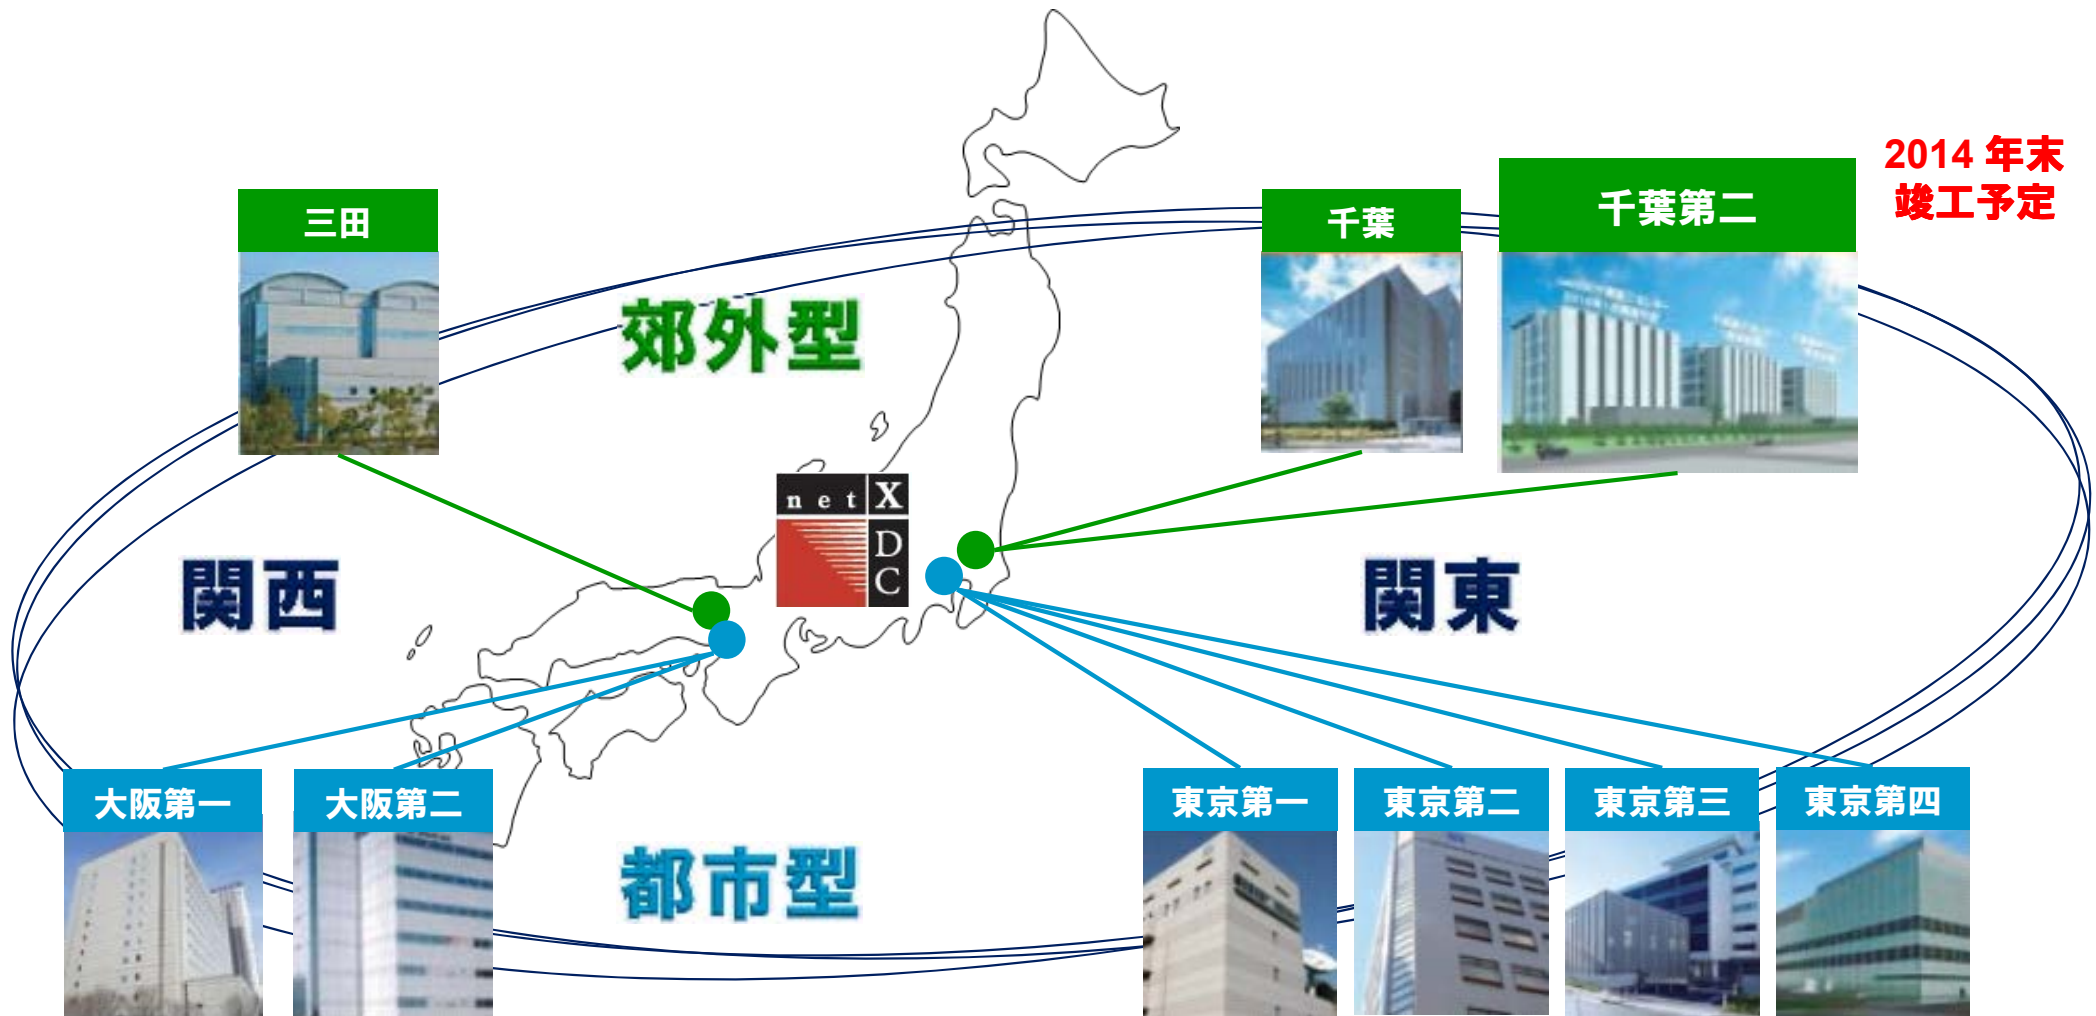 2014 年末
竣工予定
三田
千葉
千葉第二
郊外型
net X
DC
関西
関東
大阪第一
大阪第二
東京第一
東京第二
東京第三
東京第四
都市型